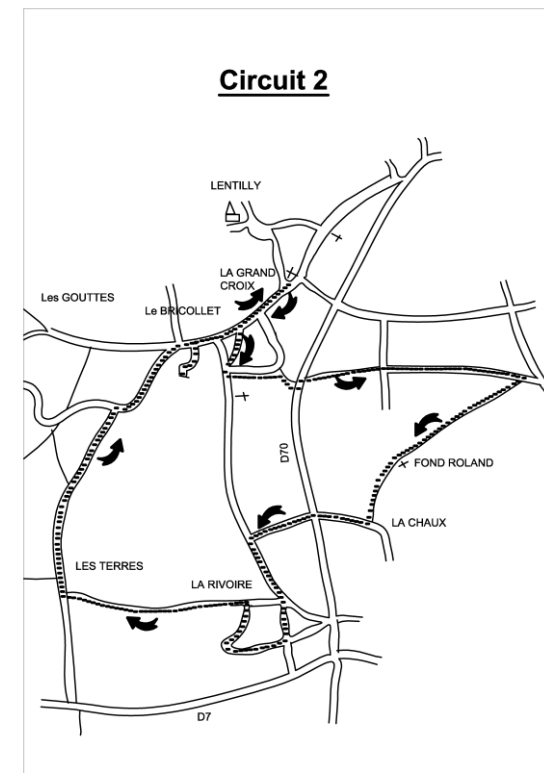 Circuit 2
LENTILLY
LA GRAND
CROIX
Les GOUTTES
Le BRICOLLET
D70
FOND ROLAND
LA CHAUX
LES TERRES
LA RIVOIRE
D7